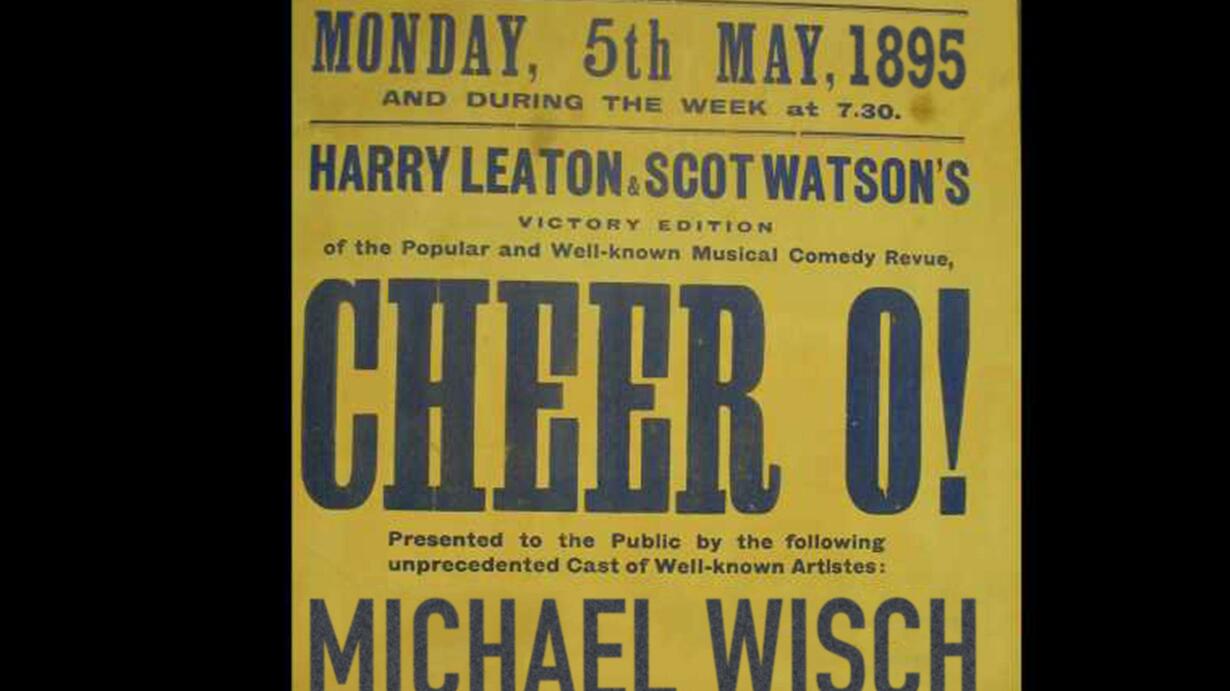 MONDAY, 5th MAY, 1895
AND DURING THE WEEK at 7.30.
HARRY LEATON & SCOT WATSON'S
VICTORY EDITION
of the Popular and Well-known Musical Comedy Revue,
CHEER O!
Presented to the Public by the following
unprecedented Cast of Well-known Artistes:
MICHAEL WISCH